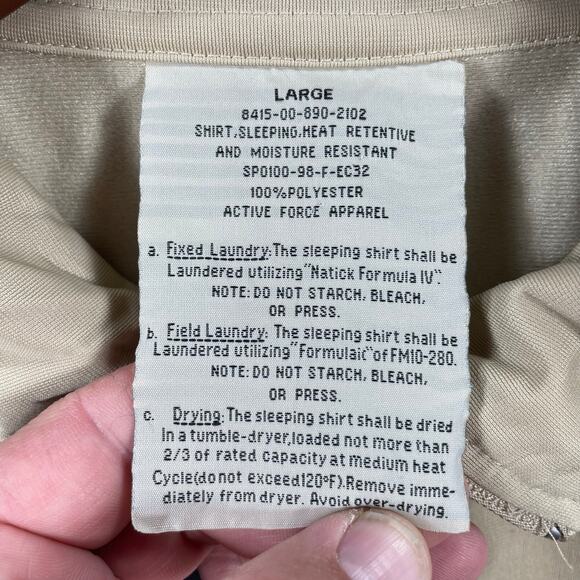 LARGE
8415-00-890-2102
SHIRT,SLEEPING,HEAT RETENTIVE
AND MOISTURE RESISTANT
SPO100-98-F-EC32
100%POLYESTER
ACTIVE FORCE APPAREL
a. Fixed Laundry:The sleeping shirt shall be
Laundered utilizing"Natick Formula IV".
NOTE: DO NOT STARCH, BLEACH,
OR PRESS.
b. Field Laundry: The sleeping shirt shall be
Laundered utilizing "Formulaic"of FM10-280.
NOTE: DO NOT STARCH, BLEACH,
OR PRESS.
c. Drying:The sleeping shirt shall be dried
In a tumble-dryer,loaded not more than
2/3 of rated capacity at medium heat
Cycle(do not exceed120°F).Remove imme-
diately from dryer. Avoid over-drying.